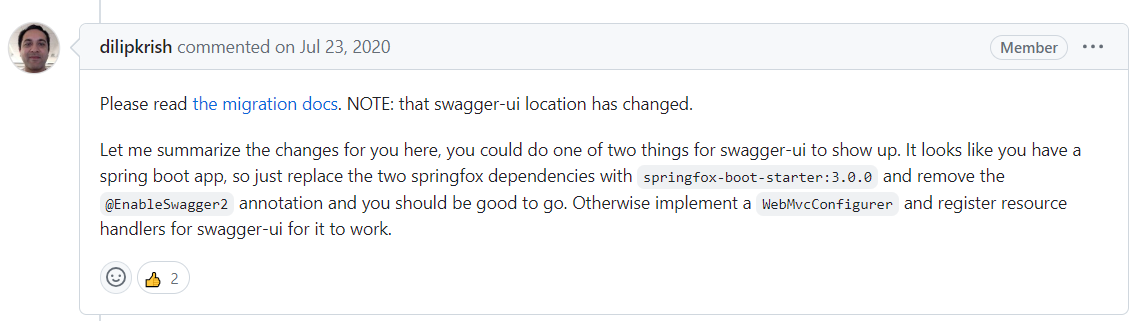 dilipkrish commented on Jul 23, 2020
Member
Please read the migration docs. NOTE: that swagger-ui location has changed.
Let me summarize the changes for you here, you could do one of two things for swagger-ui to show up. It looks like you have a
spring boot app, so just replace the two springfox dependencies with springfox-boot-starter:3.0.0 and remove the
@EnableSwagger2 annotation and you should be good to go. Otherwise implement a WebMvcConfigurer and register resource
handlers for swagger-ui for it to work.
2